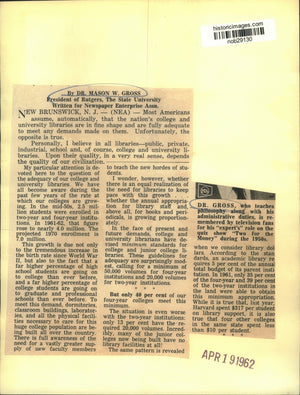 historicimages.com
nob29130
By DR. MASON W. GROSS
President of Rutgers, The State University
Written for Newspaper Enterprise Assn.
NEW BRUNSWICK, N. J. — (NEA) — Most Americans
assume, automatically, that the nation's college and
university libraries are in fine shape and are fully adequate
to meet any demands made on them. Unfortunately, the
opposite is true.
Personally, I believe in all libraries—public, private,
industrial, school and, of course, college and university li-
braries. Upon their quality, in a very real sense, depends
the quality of our civilization.
My particular attention is de-
voted here to the question of
the adequacy of our college and
university libraries. We have
all become aware during the
past few years of the rate at
which our colleges are grow-
ing. In the mid-50s, 2.5 mil-
lion students were enrolled in
two-year and four-year institu-
tions. In 1961-62 this number
rose to nearly 4.0 million. The
projected 1970 enrollment is
7 million.
This growth is due not only
to the tremendous increase in
the birth rate since World War
II, but also to the fact that a
far higher percentage of high
school students are going on
to college than ever before,
and a far higher percentage of
college students are going on
to graduate and professional
schools than ever before. To
meet this demand, dormitories,
classroom buildings, laborator-
ies, and all the physical facili-
ties necessary to care for this
huge college population are be-
ing built all over the country.
There is full awareness of the
need for a vastly greater sup-
ply of new faculty members
to teach the new hordes of stu-
dents.
I wonder, however, whether
there is an equal realization of
the need for libraries to keep
pace with this growth, and
whether the annual appropria-
tion for library staff and
above all, for books and peri-
odicals, is growing proportion-
ately.
In the face of present and
future demands, college and
university librarians have de-
vised minimum standards for
college and junior college li-
braries. These guidelines for
adequacy are surprisingly mod-
est, calling for a minimum of
50,000 volumes for four-year
institutions and 20,000 volumes
for two-year institutions.
* * *
But only 49 per cent of our
four-year colleges meet this
minimum.
The situation is even worse
with the two-year institutions:
only 13 per cent have the re-
quired 20,000 volumes. Incred-
ibly, many of the junior col-
leges now being built have no
library facilities at all!
The same pattern is revealed
DR. GROSS, who teaches
philosophy along with his
administrative duties, is re-
membered by television fans
for his "expert" role on the
quiz show "Two for the
Money" during the 1950s.
when we consider library dol-
lars. According to the stan-
dards, an academic library re-
quires at least 5 per cent of the
total budget of its parent insti-
tution. In 1961, only 35 per cent
of the four-year and 20 per cent
of the two-year institutions in
the land were able to obtain
this minimum appropriation.
While it is true that, last year,
Harvard spent $317 per student
on library support, it is also
true that four other colleges
in the same state spent less
than $10 per student.
APR 19 1962